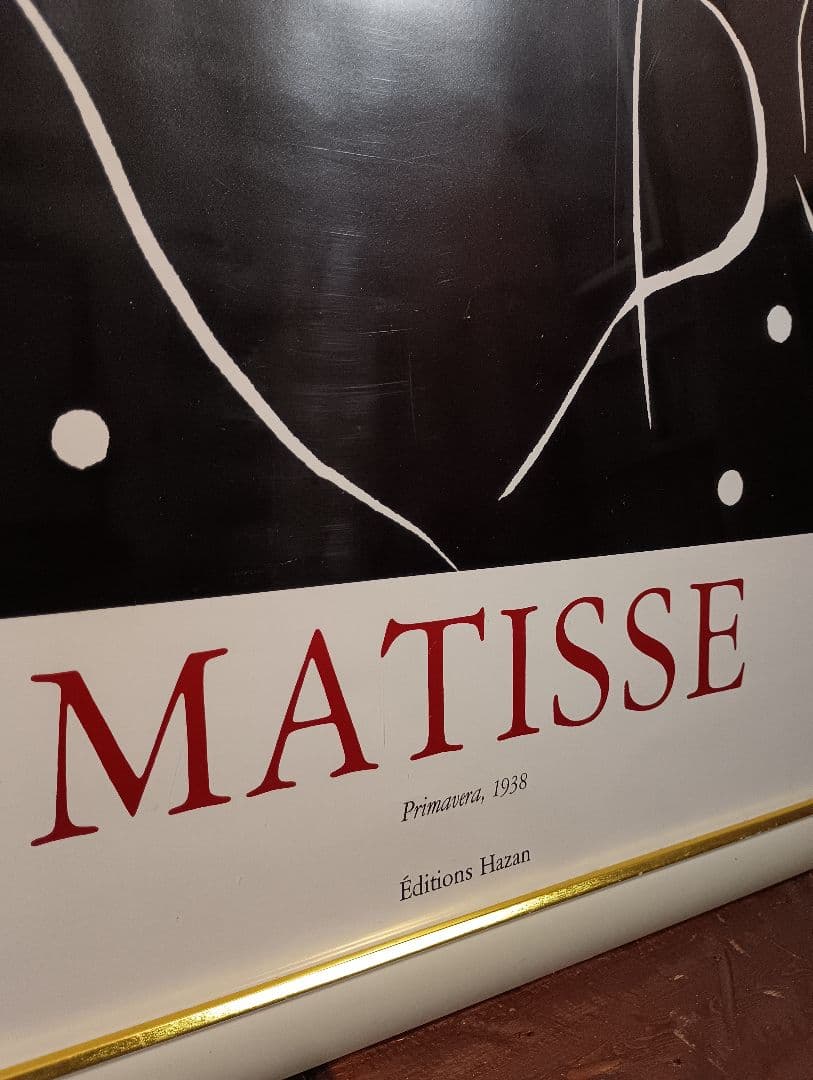 MATISSE
Primavera, 1938
Éditions Hazan